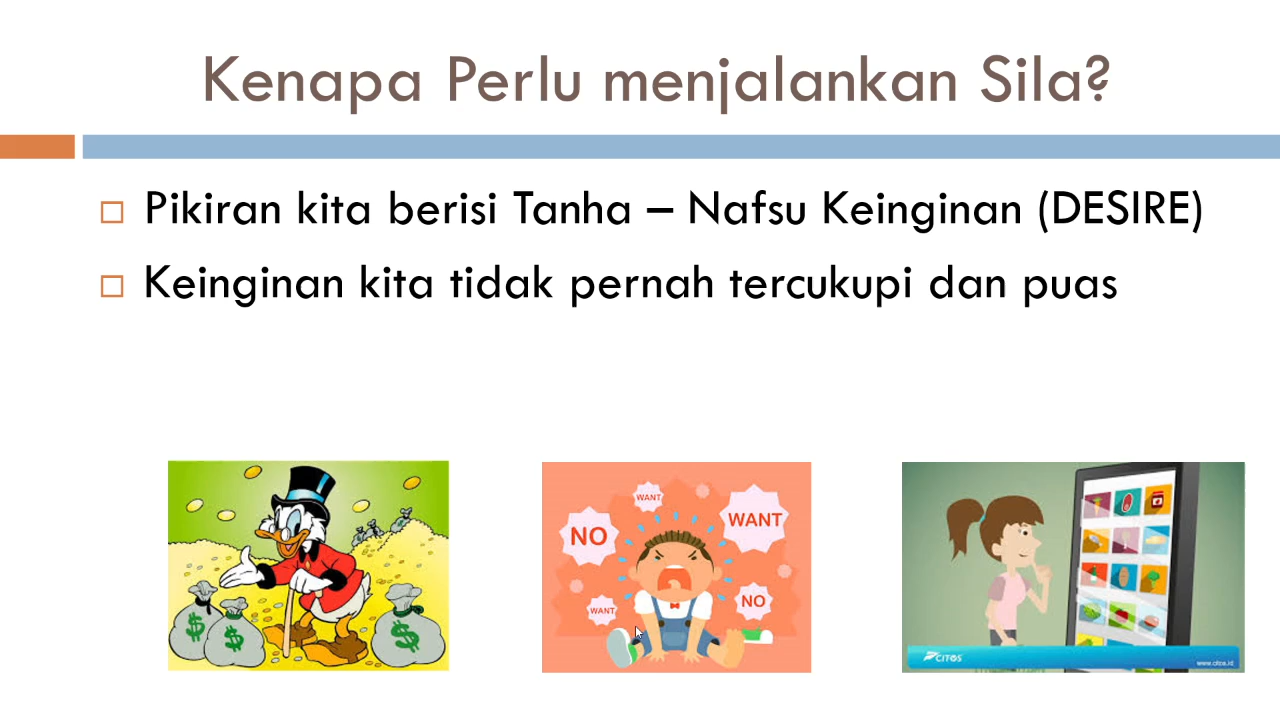 Kenapa Perlu menjalankan Sila?
Pikiran kita berisi Tanha – Nafsu Keinginan (DESIRE)
Keinginan kita tidak pernah tercukupi dan puas
$
$
$
WANT
NO
WANT
WANT
NO
CITOS
www.citos.id